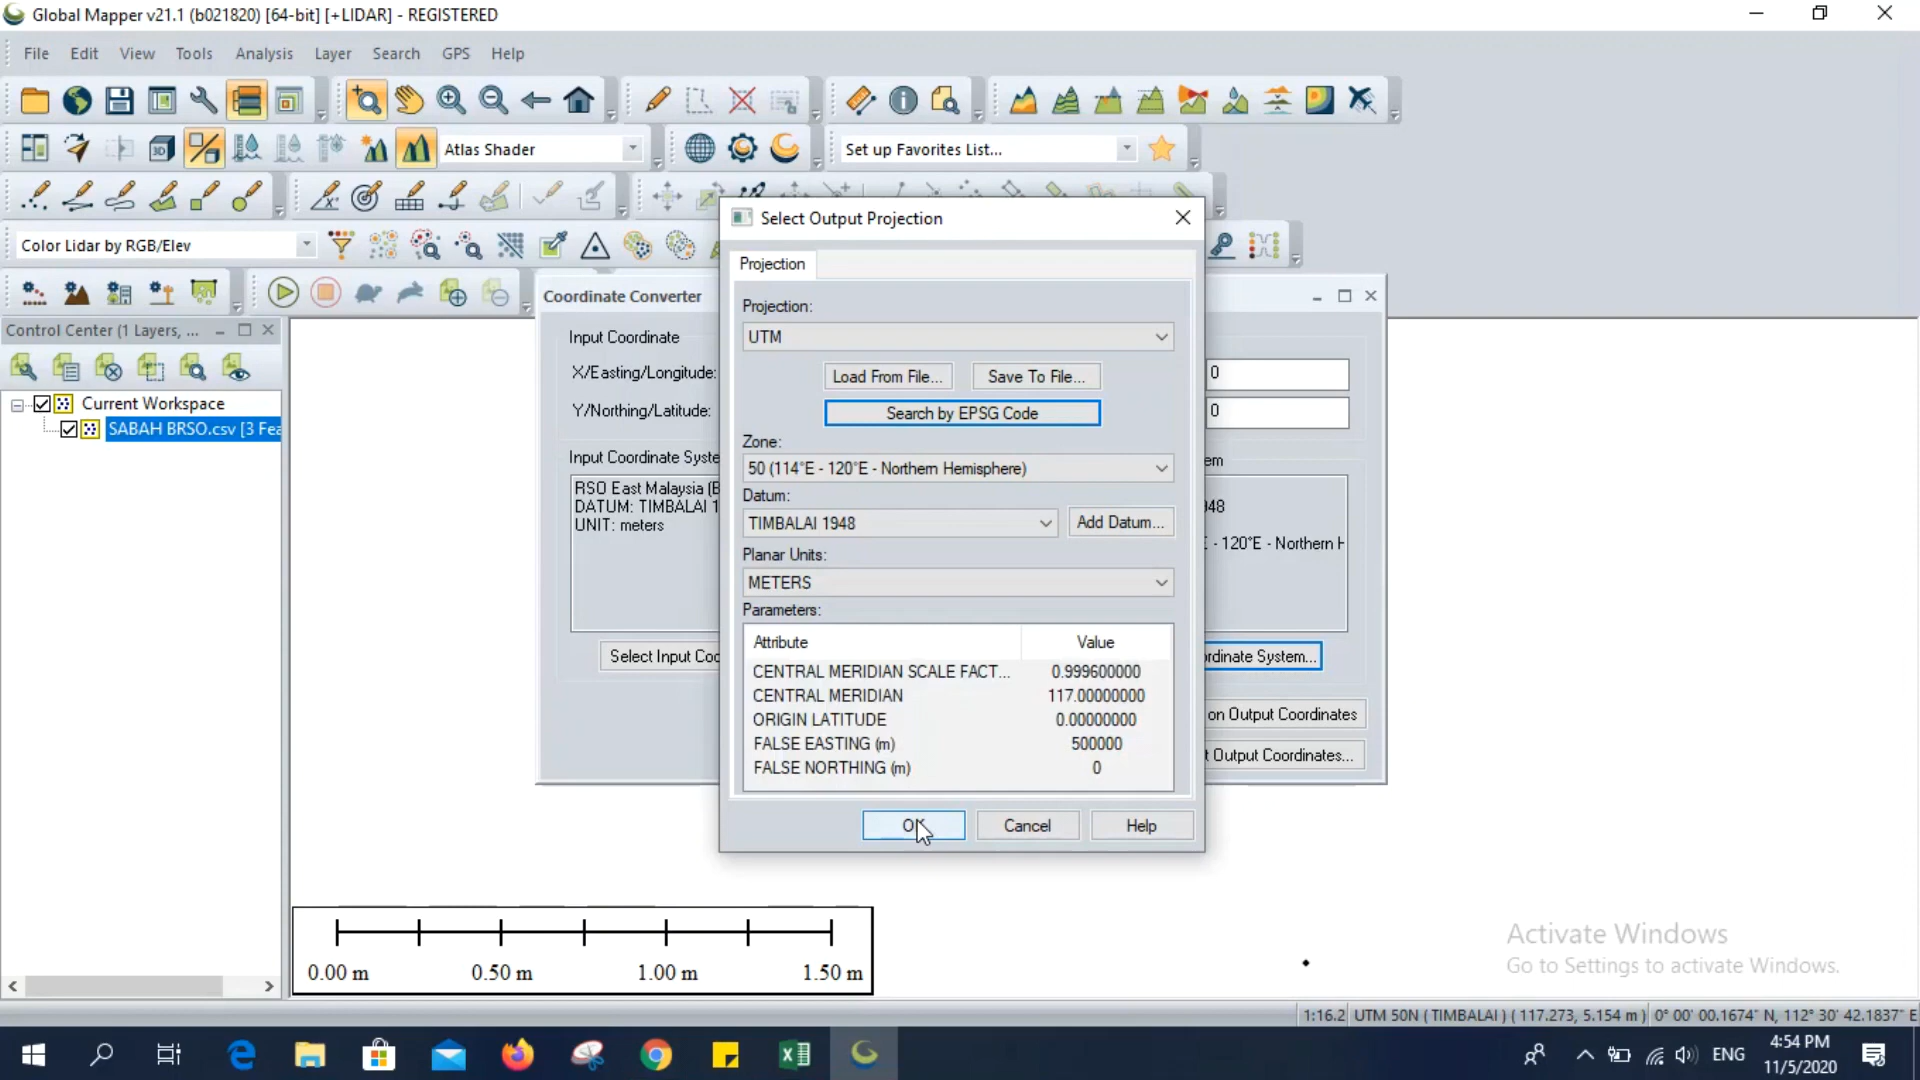 Global Mapper v21.1 (b021820) [64-bit] [+LIDAR] - REGISTERED
File Edit View Tools Analysis Layer Search GPS Help
3D Atlas Shader Set up Favorites List...
Color Lidar by RGB/Elev
Control Center (1 Layers, ...
Current Workspace
SABAH BRSO.csv [3 Fea
Coordinate Converter
Input Coordinate
X/Easting/Longitude:
0
Y/Northing/Latitude:
0
Input Coordinate Syste
em
RSO East Malaysia (B
DATUM: TIMBALAI 1
UNIT: meters
948
E - 120°E - Northern H
Select Input Coo
ordinate System...
on Output Coordinates
t Output Coordinates...
Select Output Projection
Projection
Projection:
UTM
Load From File... Save To File...
Search by EPSG Code
Zone:
50 (114°E - 120°E - Northern Hemisphere)
Datum:
TIMBALAI 1948 Add Datum...
Planar Units:
METERS
Parameters:
Attribute Value
CENTRAL MERIDIAN SCALE FACT... 0.999600000
CENTRAL MERIDIAN 117.00000000
ORIGIN LATITUDE 0.00000000
FALSE EASTING (m) 500000
FALSE NORTHING (m) 0
OK Cancel Help
0.00 m 0.50 m 1.00 m 1.50 m
Activate Windows
Go to Settings to activate Windows.
1:16.2 UTM 50N ( TIMBALAI ) ( 117.273, 5.154 m ) 0° 00' 00.1674" N, 112° 30' 42.1837" E
ENG
4:54 PM
11/5/2020